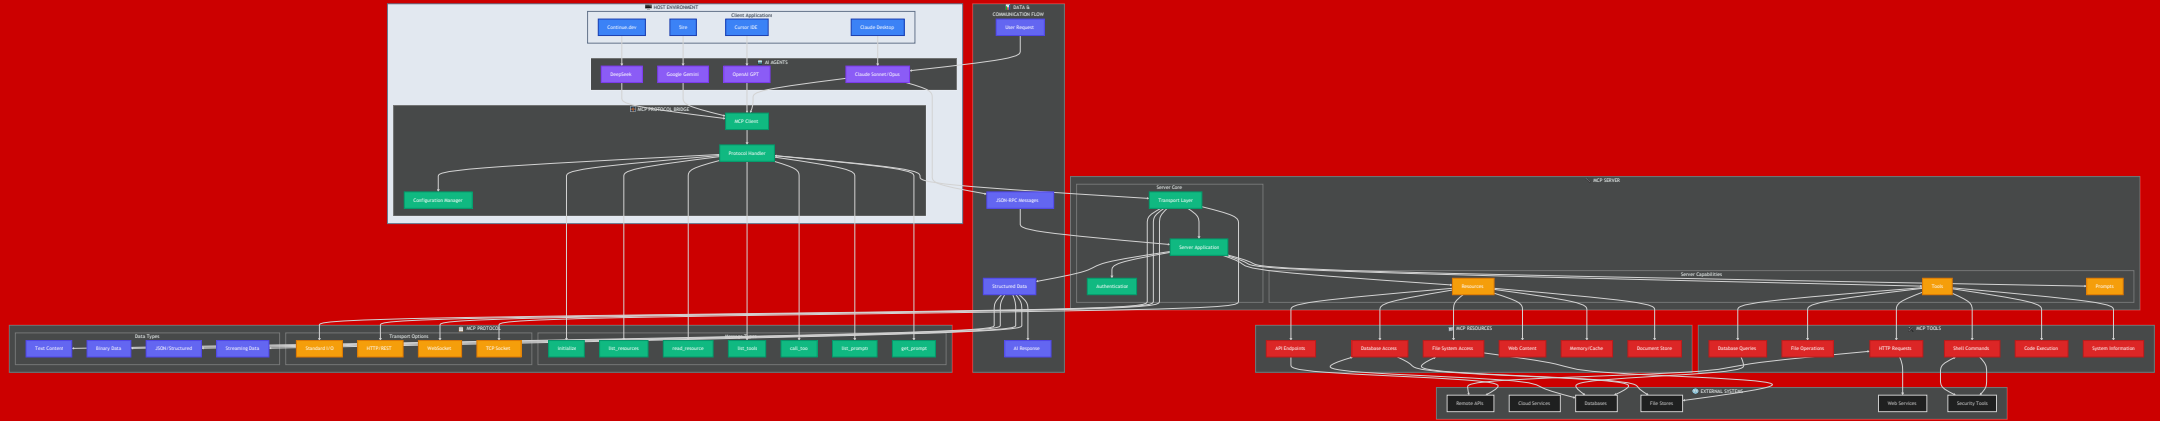 HOST ENVIRONMENT
Client Applications
Continue.dev
Sire
Cursor IDE
Claude Desktop
AI AGENTS
DeepSeek
Google Gemini
OpenAI GPT
Claude Sonnet/Opus
MCP PROTOCOL BRIDGE
MCP Client
Protocol Handler
Configuration Manager
DATA &
COMMUNICATION FLOW
User Request
JSON-RPC Messages
Structured Data
AI Response
MCP SERVER
Server Core
Transport Layer
Server Application
Authenticator
Server Capabilities
Resources
Tools
Prompts
MCP PROTOCOL
Data Types
Text Content
Binary Data
JSON/Structured
Streaming Data
Transport Options
Standard I/O
HTTP/REST
WebSocket
TCP Socket
initialize
list_resources
read_resource
list_tools
call_too
list_prompt
get_prompt
MCP RESOURCES
API Endpoints
Database Access
File System Access
Web Content
Memory/Cache
Document Store
MCP TOOLS
Database Queries
File Operations
HTTP Requests
Shell Commands
Code Execution
System Information
EXTERNAL SYSTEMS
Remote APIs
Cloud Services
Databases
File Stores
Web Services
Security Tools